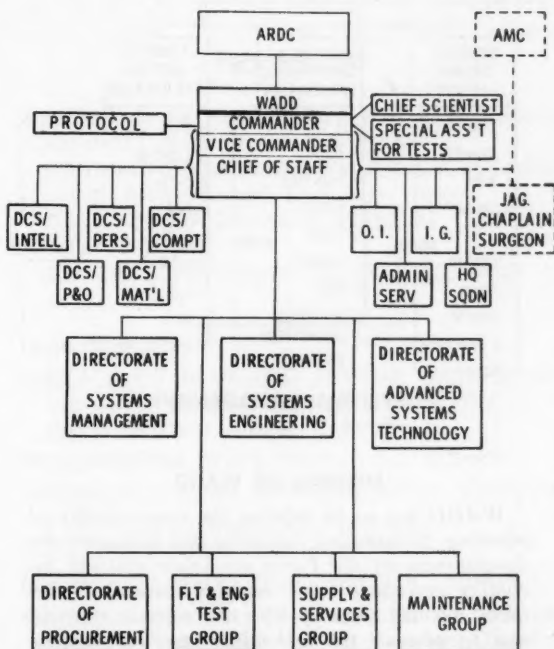 ARDC
AMC
WADD
COMMANDER
VICE COMMANDER
CHIEF OF STAFF
PROTOCOL
CHIEF SCIENTIST
SPECIAL ASS'T
FOR TESTS
DCS/
INTELL
DCS/
PERS
DCS/
COMPT
DCS/
P&O
DCS/
MAT'L
O. I.
I. G.
JAG.
CHAPLAIN
SURGEON
ADMIN
SERV
HQ
SQDN
DIRECTORATE
OF
SYSTEMS
MANAGEMENT
DIRECTORATE
OF
SYSTEMS
ENGINEERING
DIRECTORATE
OF
ADVANCED
SYSTEMS
TECHNOLOGY
DIRECTORATE
OF
PROCUREMENT
FLT & ENG
TEST
GROUP
SUPPLY &
SERVICES
GROUP
MAINTENANCE
GROUP